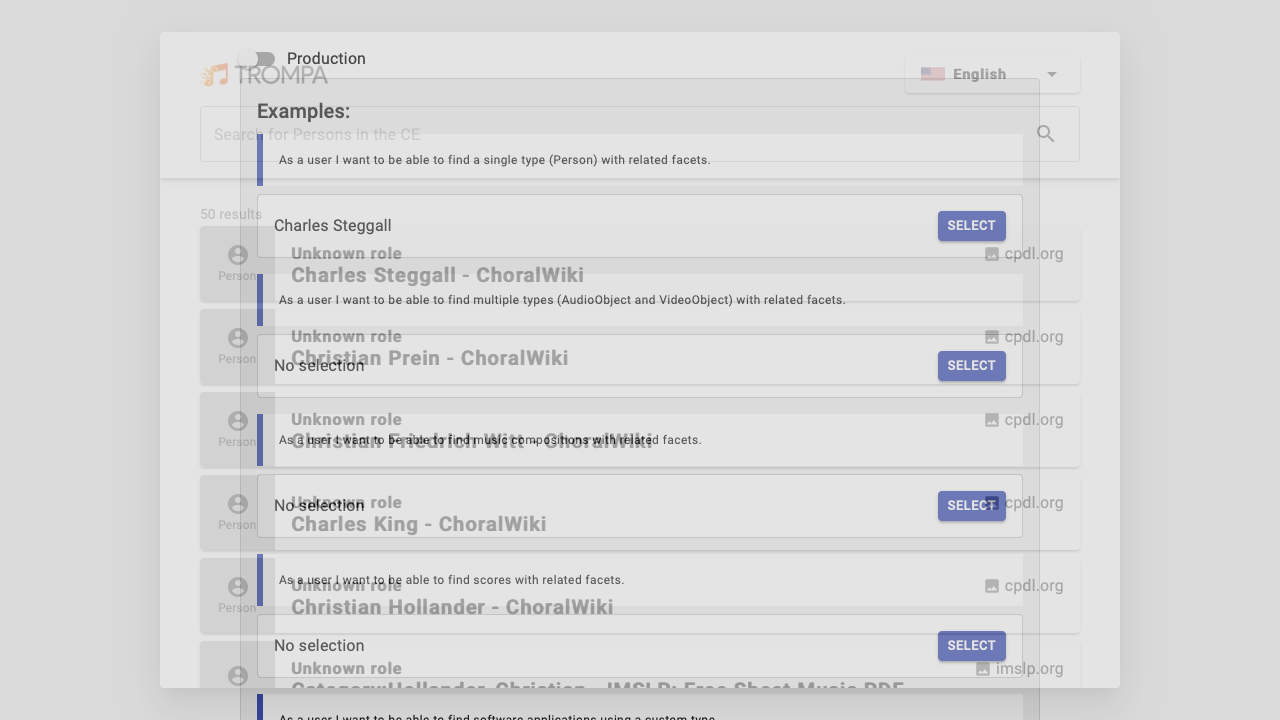 Production
TROMPA
English
Examples:
Search for Persons in the CE
As a user I want to be able to find a single type (Person) with related facets.
50 results
Charles Steggall
SELECT
Unknown role
cpdl.org
Person
Charles Steggall - ChoralWiki
As a user I want to be able to find multiple types (AudioObject and VideoObject) with related facets.
Unknown role
cpdl.org
Person
Christian Prein - ChoralWiki
No selection
SELECT
Unknown role
cpdl.org
Person
Christian Friedrich Witt - ChoralWiki
As a user I want to be able to find music compositions with related facets.
Unknown role
cpdl.org
No selection
SELECT
Person
Charles King - ChoralWiki
As a user I want to be able to find scores with related facets.
Unknown role
cpdl.org
Person
Christian Hollander - ChoralWiki
No selection
SELECT
Unknown role
imslp.org
Category:Hollander, Christian - IMSLP: Free Sheet Music PDF
As a user I want to be able to find software applications using a custom type